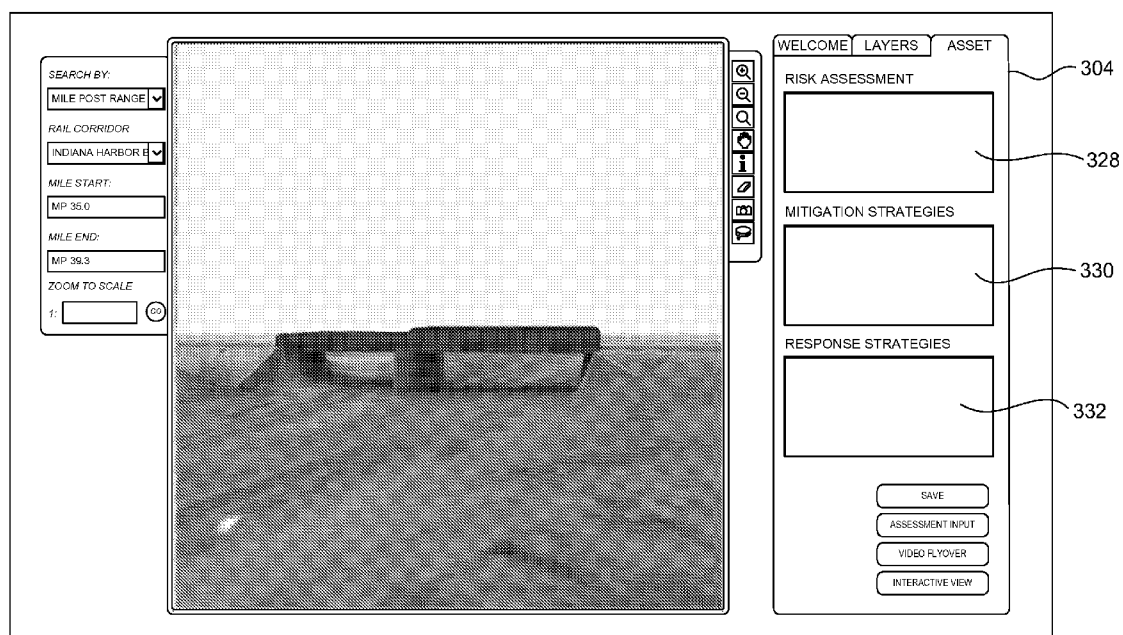 SEARCH BY:
MILE POST RANGE
RAIL CORRIDOR
INDIANA HARBOR B
MILE START:
MP 35.0
MILE END:
MP 39.3
ZOOM TO SCALE
1:
GO
i
WELCOME LAYERS ASSET
RISK ASSESSMENT
MITIGATION STRATEGIES
RESPONSE STRATEGIES
SAVE
ASSESSMENT INPUT
VIDEO FLYOVER
INTERACTIVE VIEW
304
328
330
332